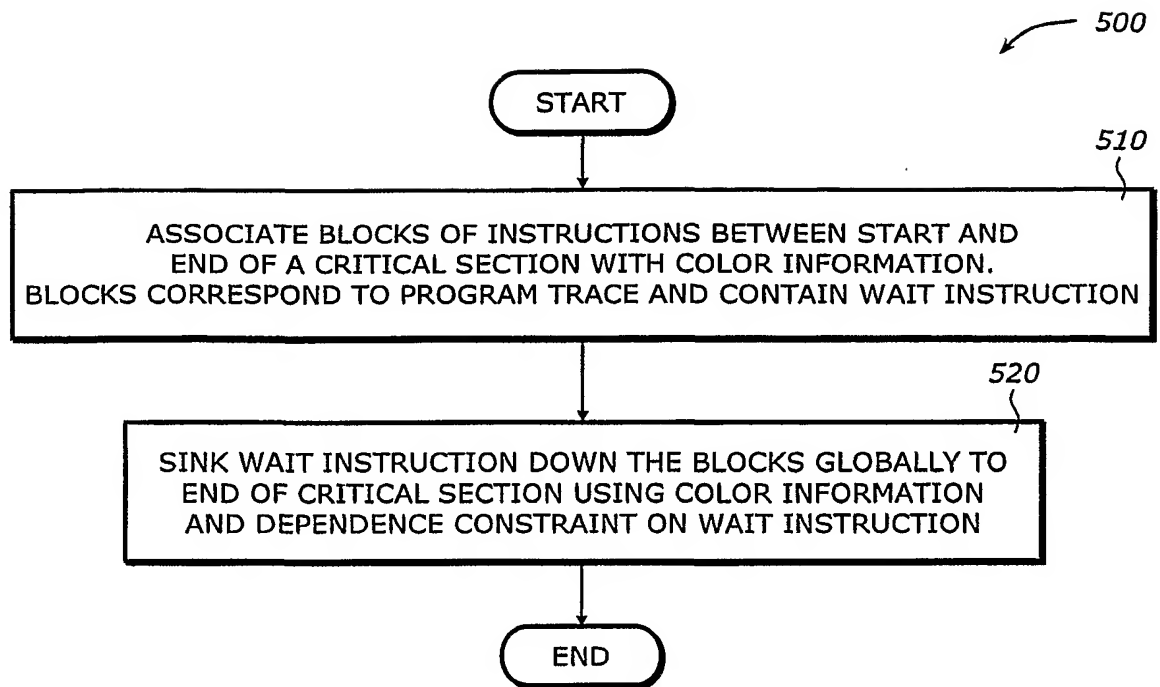 500
START
510
ASSOCIATE BLOCKS OF INSTRUCTIONS BETWEEN START AND
END OF A CRITICAL SECTION WITH COLOR INFORMATION.
BLOCKS CORRESPOND TO PROGRAM TRACE AND CONTAIN WAIT INSTRUCTION
520
SINK WAIT INSTRUCTION DOWN THE BLOCKS GLOBALLY TO
END OF CRITICAL SECTION USING COLOR INFORMATION
AND DEPENDENCE CONSTRAINT ON WAIT INSTRUCTION
END